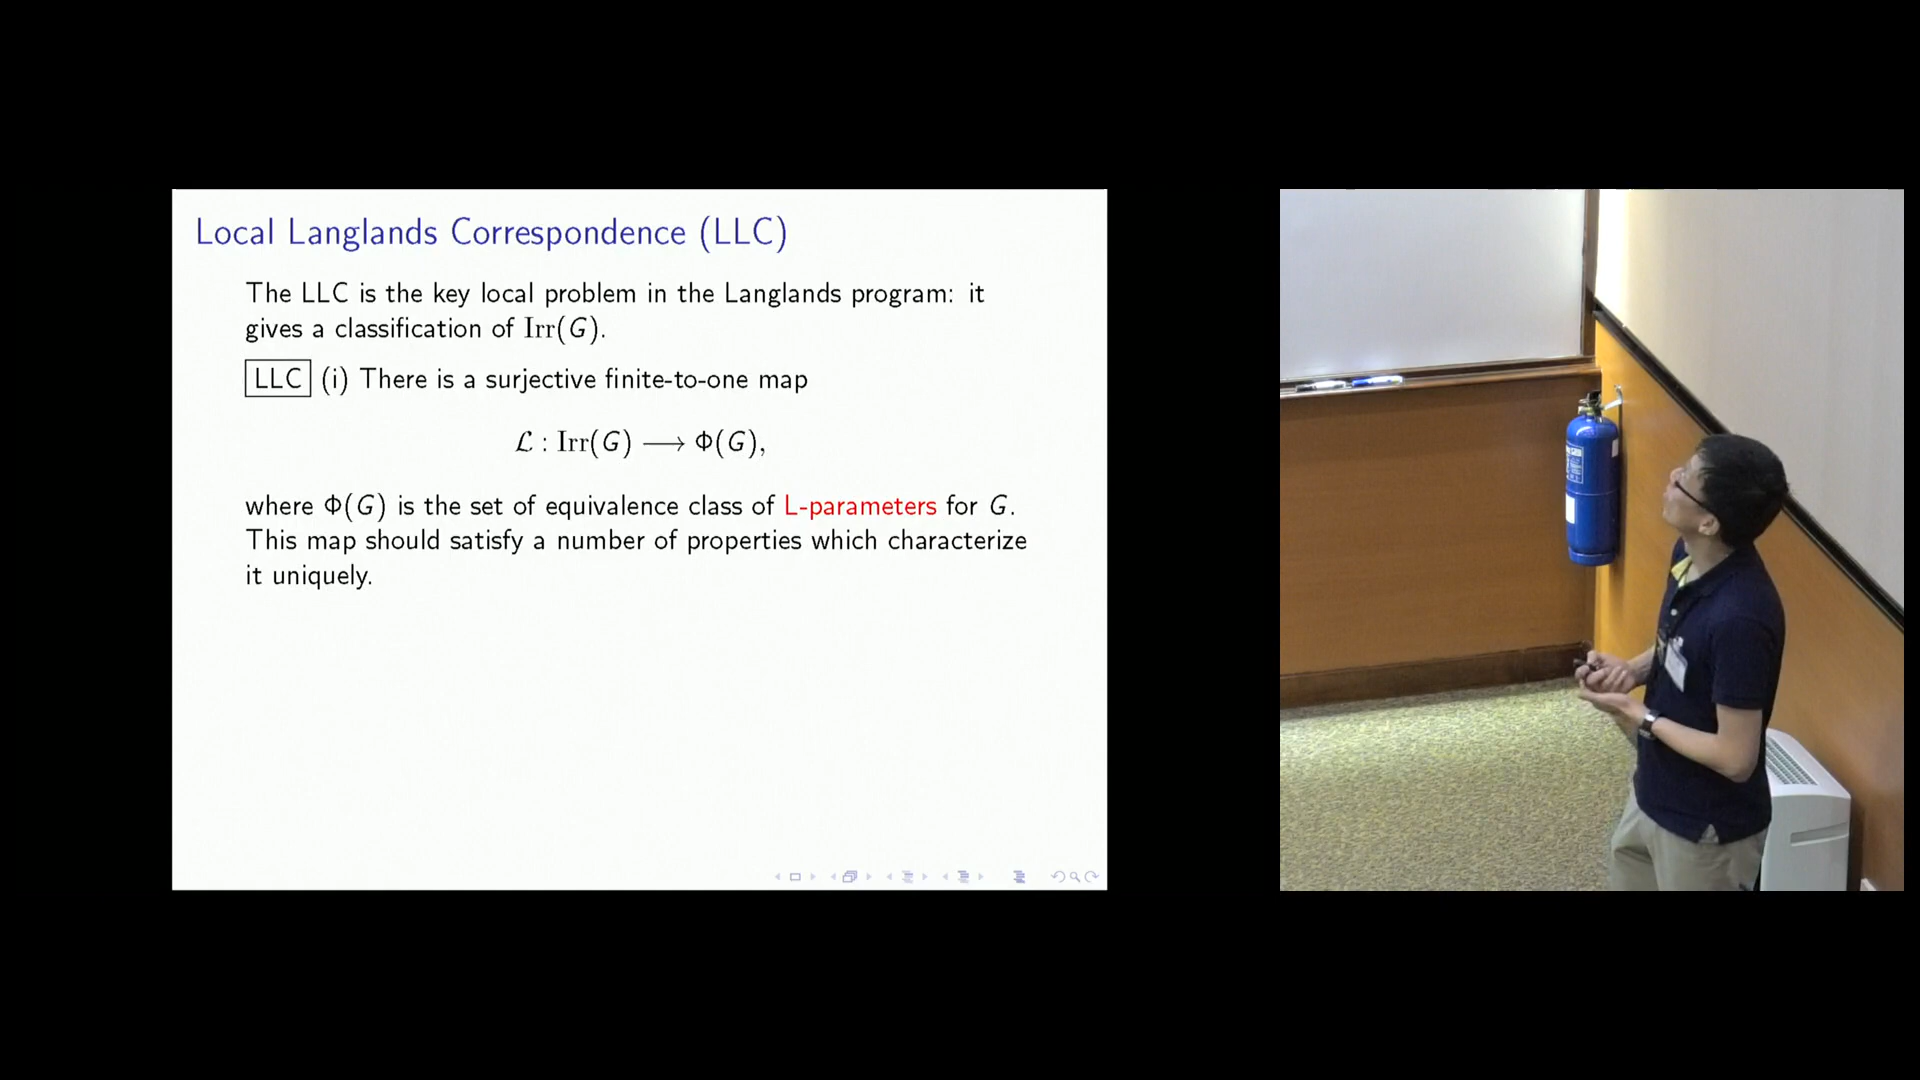 Local Langlands Correspondence (LLC)
The LLC is the key local problem in the Langlands program: it
gives a classification of Irr(G).
LLC (i) There is a surjective finite-to-one map
ℒ : Irr(G) ⟶ Φ(G),
where Φ(G) is the set of equivalence class of L-parameters for G.
This map should satisfy a number of properties which characterize
it uniquely.